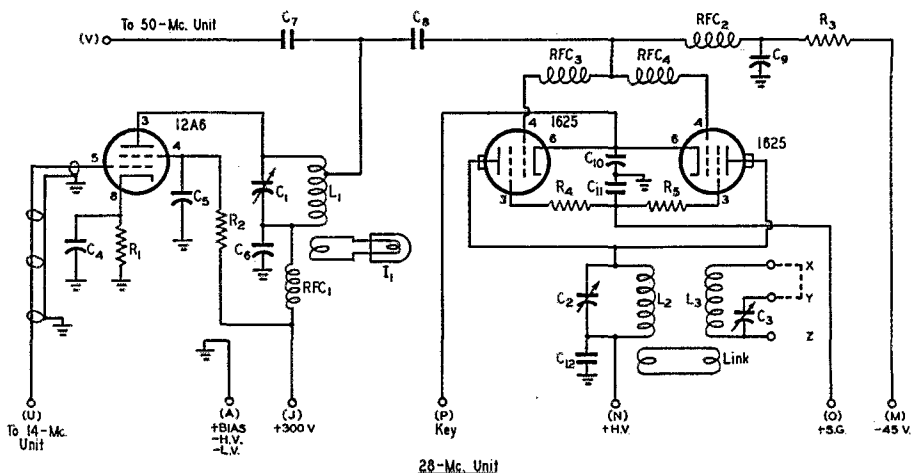 To 50-Mc. Unit
(V)
C7
C8
RFC2
R3
C9
RFC3
RFC4
12A6
3
4
5
8
1625
1625
4
6
6
4
3
3
C10
C11
R4
R5
C1
L1
C5
R2
C6
C4
R1
I1
RFC1
C2
L2
L3
X
Y
C3
Z
C12
Link
(U)
To 14-Mc.
Unit
(A)
+BIAS
-H.V.
-L.V.
(J)
+300 V
(P)
Key
(N)
+H.V.
(O)
+S.G.
(M)
-45 V.
28-Mc. Unit